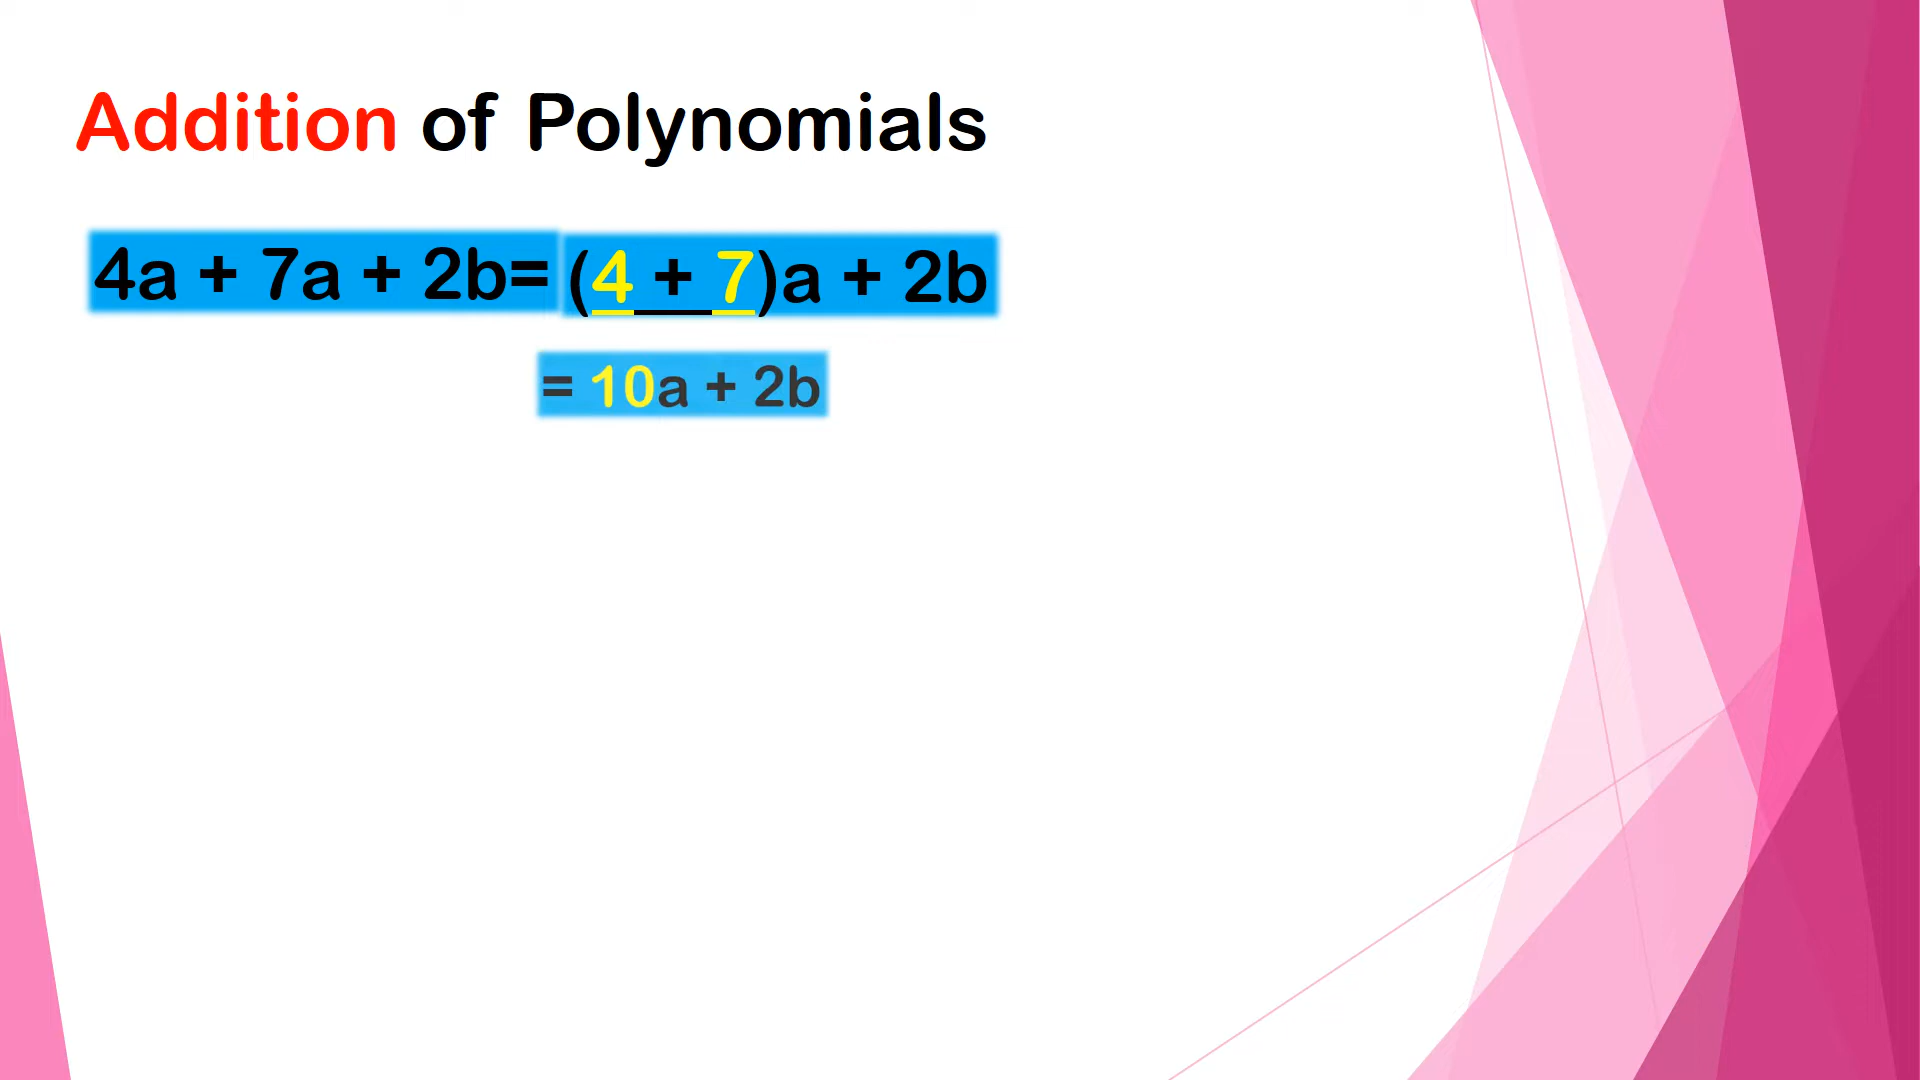 Addition of Polynomials
4a + 7a + 2b= (4 + 7)a + 2b
= 10a + 2b